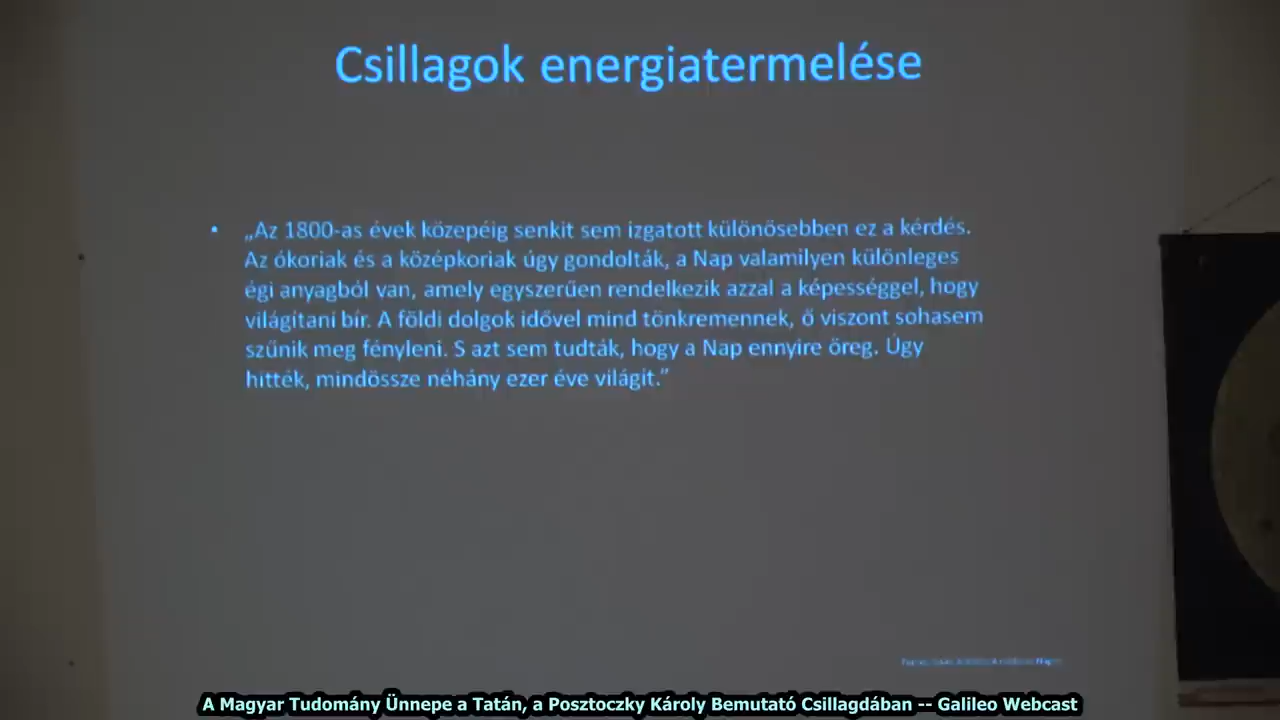 Csillagok energiatermelése
• „Az 1800-as évek közepéig senkit sem izgatott különösebben ez a kérdés.
Az ókoriak és a középkoriak úgy gondolták, a Nap valamilyen különleges
égi anyagból van, amely egyszerűen rendelkezik azzal a képességgel, hogy
világítani bír. A földi dolgok idővel mind tönkremennek, ő viszont sohasem
szűnik meg fényleni. S azt sem tudták, hogy a Nap ennyire öreg. Úgy
hitték, mindössze néhány ezer éve világít.”
A Magyar Tudomány Ünnepe a Tatán, a Posztoczky Károly Bemutató Csillagdában -- Galileo Webcast